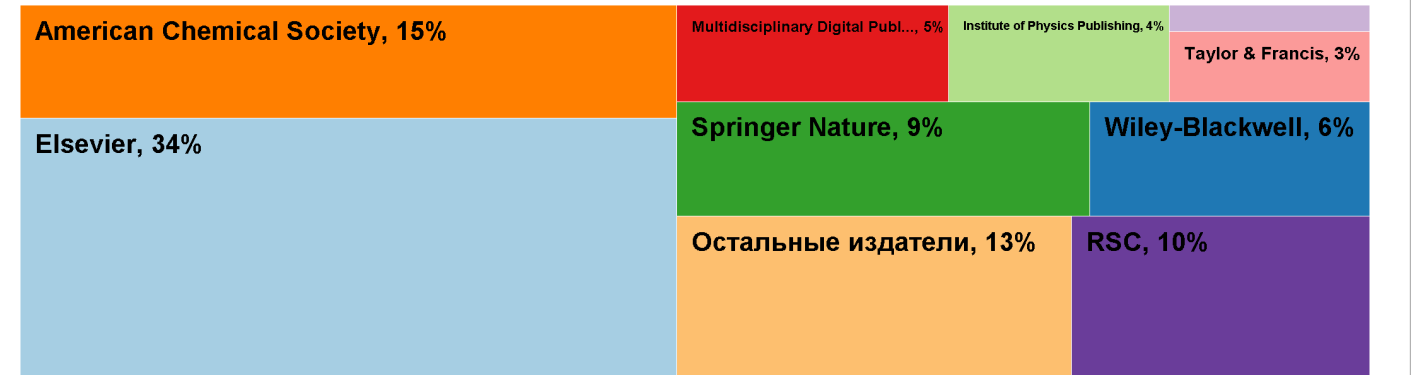 American Chemical Society, 15%
Elsevier, 34%
Multidisciplinary Digital Publ..., 5%
Institute of Physics Publishing, 4%
Taylor & Francis, 3%
Springer Nature, 9%
Wiley-Blackwell, 6%
Остальные издатели, 13%
RSC, 10%